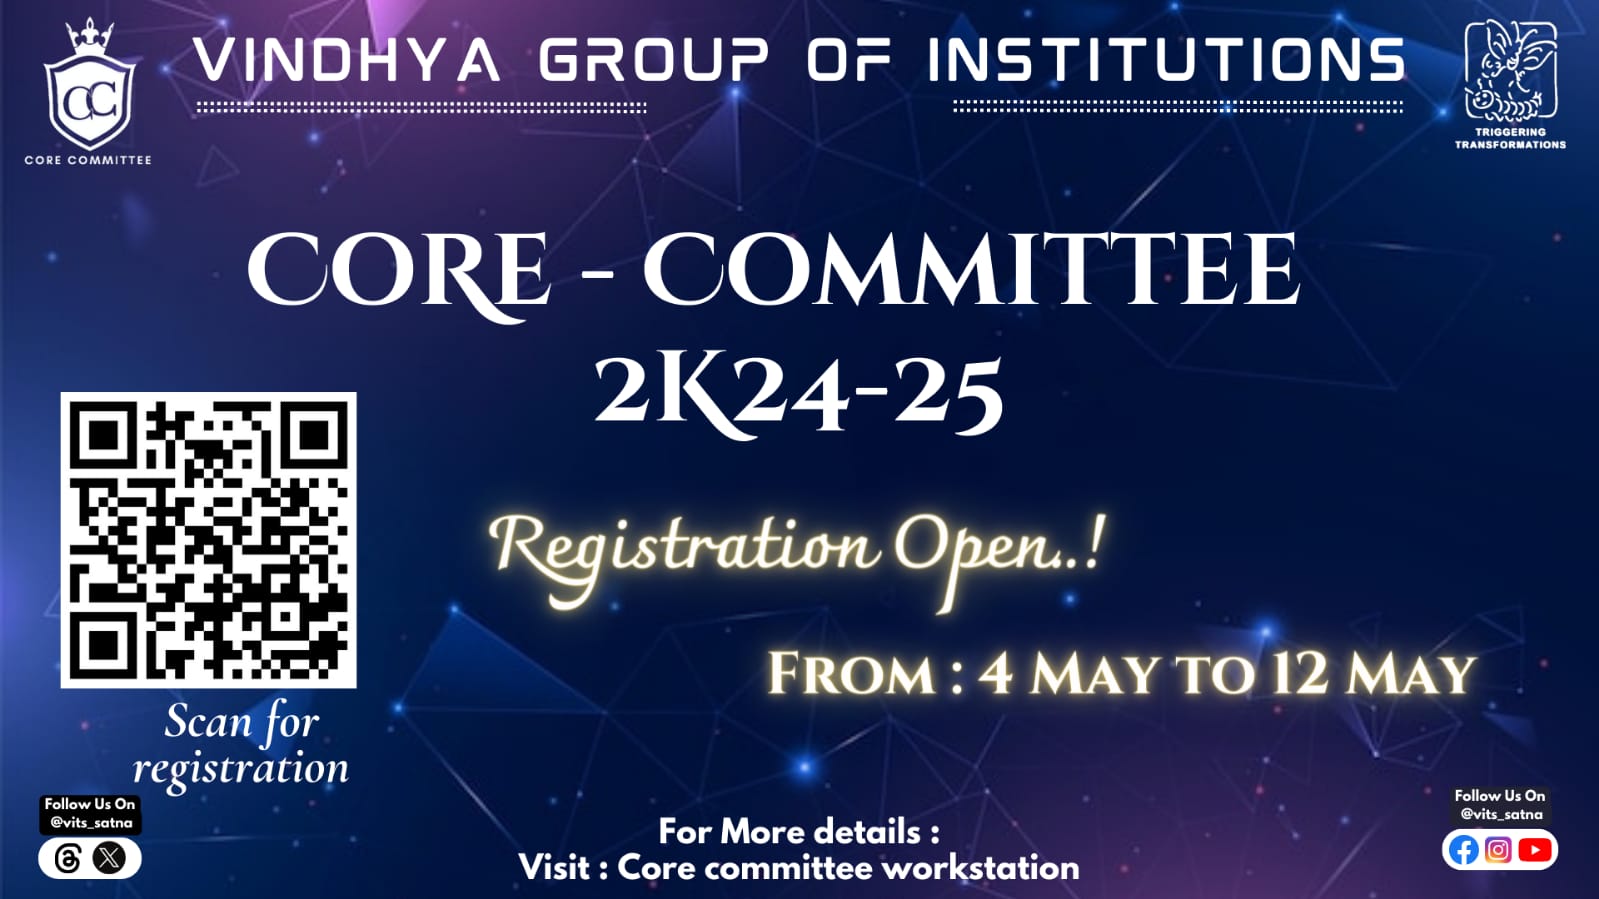 VINDHYA GROUP OF INSTITUTIONS
CC
CORE COMMITTEE
TRIGGERING
TRANSFORMATIONS
CORE - COMMITTEE
2K24-25
Registration Open..!
FROM : 4 MAY TO 12 MAY
Scan for
registration
Follow Us On
@vits_satna
For More details :
Visit : Core committee workstation
Follow Us On
@vits_satna